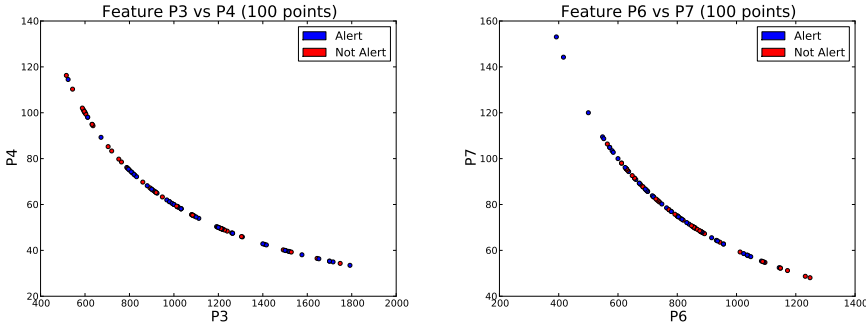 Feature P3 vs P4 (100 points)
140
120
100
80
60
40
20
P4
Alert
Not Alert
400 600 800 1000 1200 1400 1600 1800 2000
P3
Feature P6 vs P7 (100 points)
160
140
120
100
80
60
40
P7
Alert
Not Alert
200 400 600 800 1000 1200 1400
P6